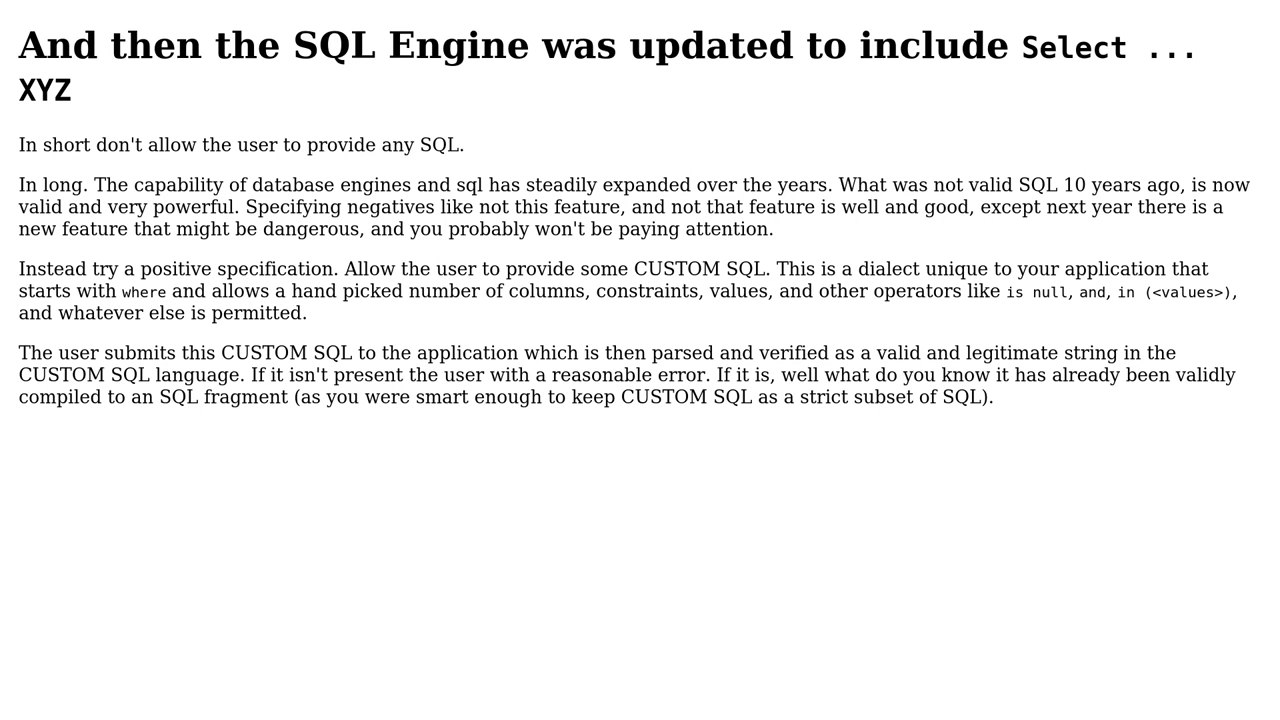 And then the SQL Engine was updated to include Select ...
XYZ
In short don't allow the user to provide any SQL.
In long. The capability of database engines and sql has steadily expanded over the years. What was not valid SQL 10 years ago, is now
valid and very powerful. Specifying negatives like not this feature, and not that feature is well and good, except next year there is a
new feature that might be dangerous, and you probably won't be paying attention.
Instead try a positive specification. Allow the user to provide some CUSTOM SQL. This is a dialect unique to your application that
starts with where and allows a hand picked number of columns, constraints, values, and other operators like is null, and, in (<values>),
and whatever else is permitted.
The user submits this CUSTOM SQL to the application which is then parsed and verified as a valid and legitimate string in the
CUSTOM SQL language. If it isn't present the user with a reasonable error. If it is, well what do you know it has already been validly
compiled to an SQL fragment (as you were smart enough to keep CUSTOM SQL as a strict subset of SQL).